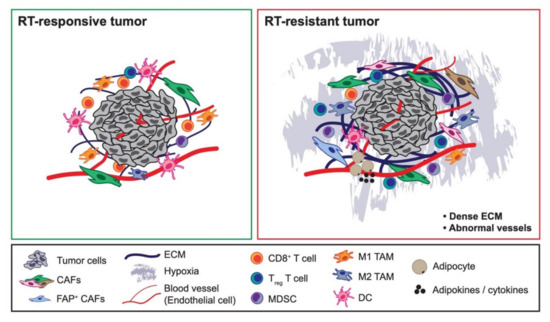 RT-responsive tumor
RT-resistant tumor
• Dense ECM
• Abnormal vessels
Tumor cells
CAFs
FAP⁺ CAFs
ECM
Hypoxia
Blood vessel
(Endothelial cell)
CD8⁺ T cell
Treg T cell
MDSC
M1 TAM
M2 TAM
DC
Adipocyte
Adipokines / cytokines